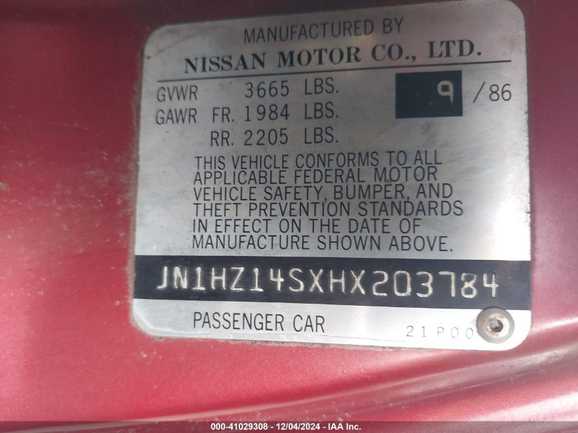 MANUFACTURED BY
NISSAN MOTOR CO., LTD.
GVWR 3665 LBS. 9 / 86
GAWR FR. 1984 LBS.
RR. 2205 LBS.
THIS VEHICLE CONFORMS TO ALL
APPLICABLE FEDERAL MOTOR
VEHICLE SAFETY, BUMPER, AND
THEFT PREVENTION STANDARDS
IN EFFECT ON THE DATE OF
MANUFACTURE SHOWN ABOVE.
JN1HZ14SXHX203784
PASSENGER CAR 21P00
000-41029308 - 12/04/2024 - IAA Inc.